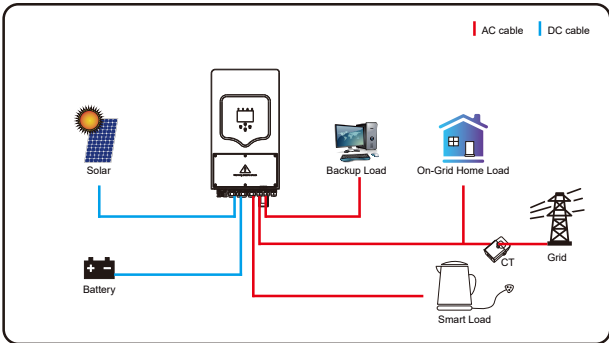 AC cable
DC cable
Solar
Backup Load
On-Grid Home Load
CT
Grid
Battery
Smart Load